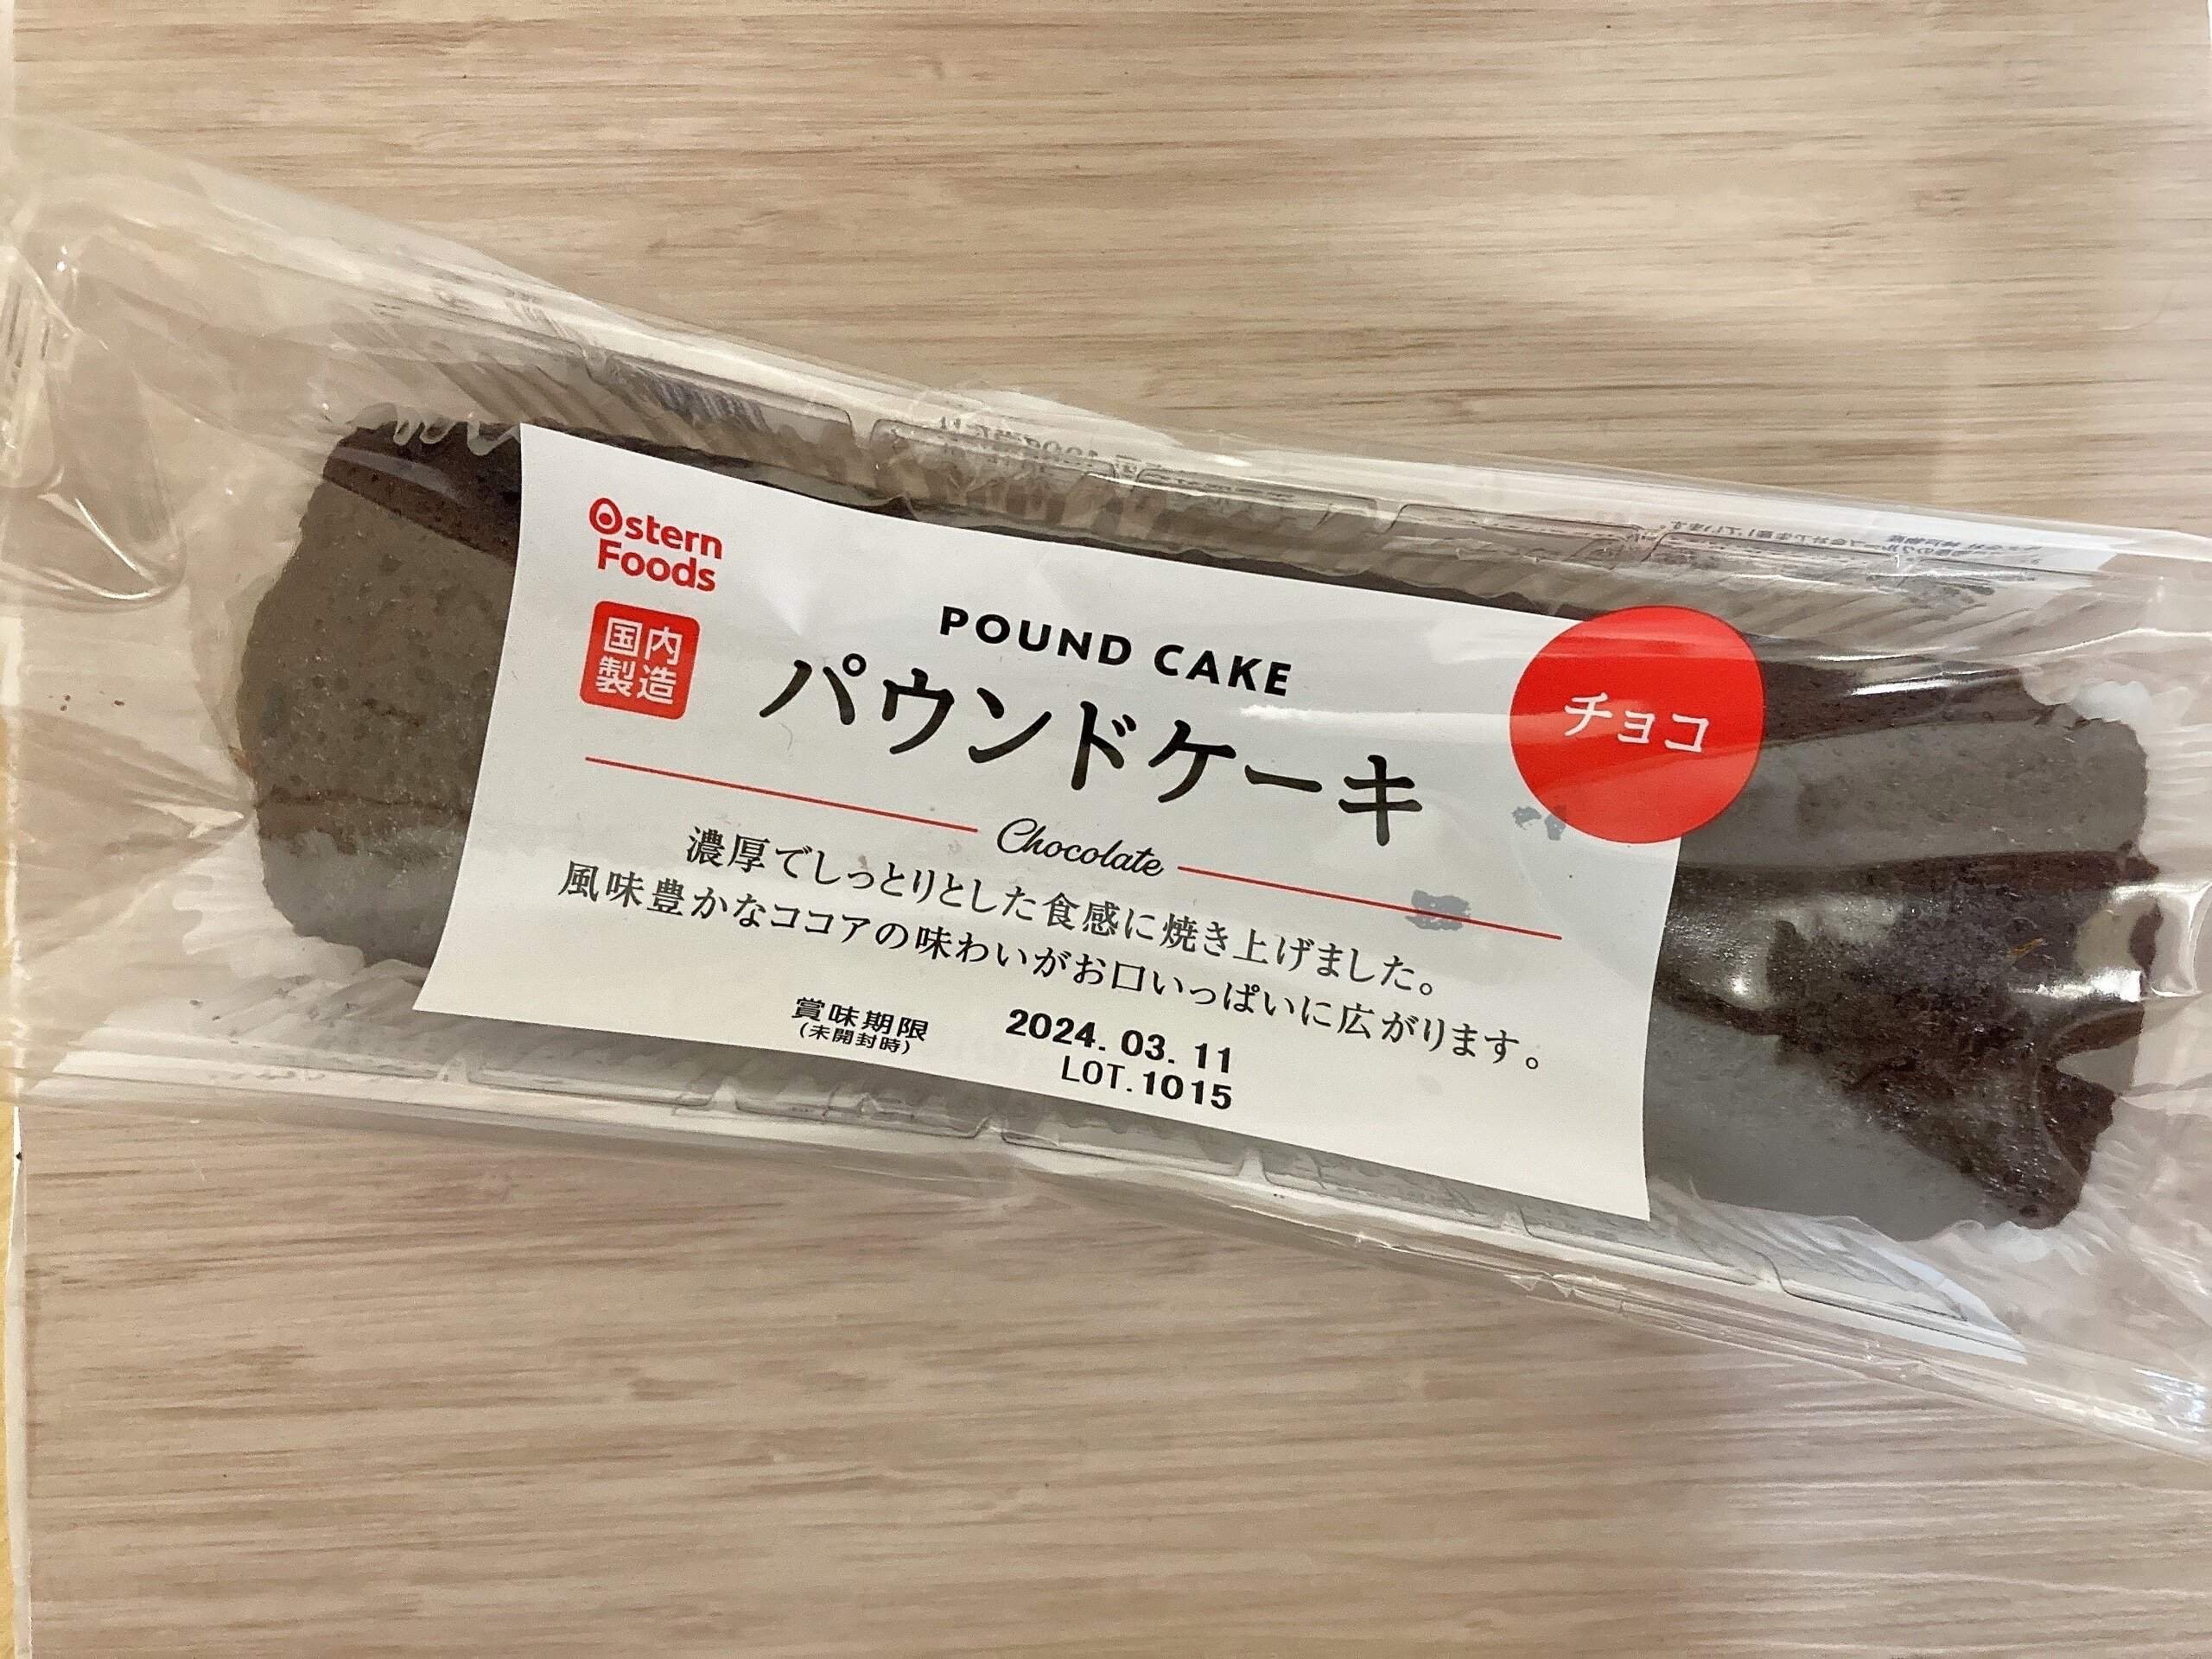 Ostern
Foods
国内
製造
POUND CAKE
パウンドケーキ
チョコ
Chocolate
濃厚でしっとりとした食感に焼き上げました。
風味豊かなココアの味わいがお口いっぱいに広がります。
賞味期限
(未開封時)
2024. 03. 11
LOT.1015